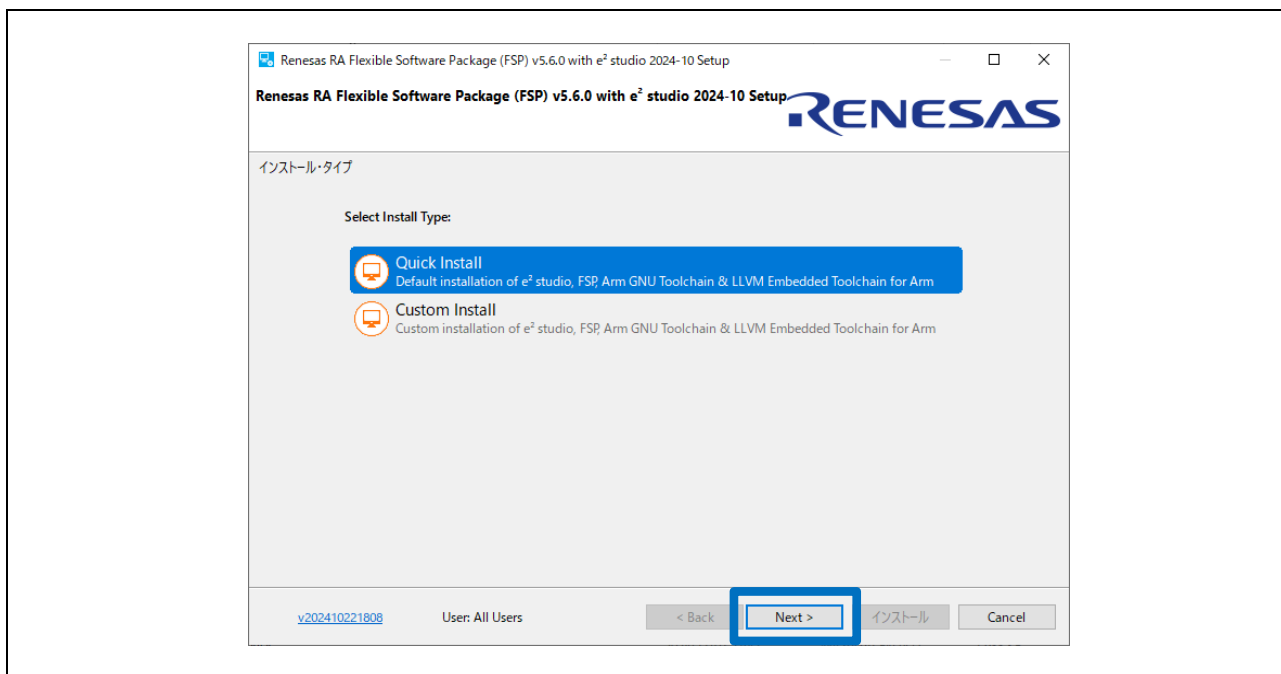 Renesas RA Flexible Software Package (FSP) v5.6.0 with e² studio 2024-10 Setup
Renesas RA Flexible Software Package (FSP) v5.6.0 with e² studio 2024-10 Setup
RENESAS
インストール・タイプ
Select Install Type:
Quick Install
Default installation of e² studio, FSP, Arm GNU Toolchain & LLVM Embedded Toolchain for Arm
Custom Install
Custom installation of e² studio, FSP, Arm GNU Toolchain & LLVM Embedded Toolchain for Arm
v202410221808 User: All Users < Back Next > インストール Cancel